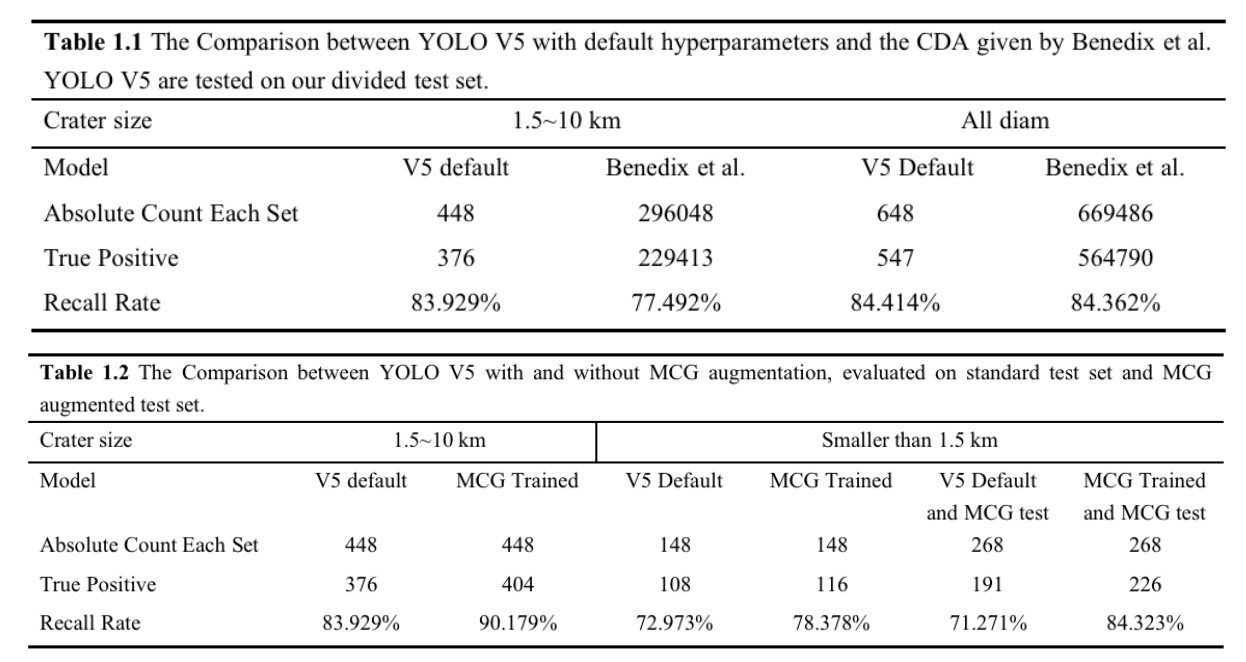 Table 1.1 The Comparison between YOLO V5 with default hyperparameters and the CDA given by Benedix et al.
YOLO V5 are tested on our divided test set.
Crater size 1.5~10 km All diam
Model V5 default Benedix et al. V5 Default Benedix et al.
Absolute Count Each Set 448 296048 648 669486
True Positive 376 229413 547 564790
Recall Rate 83.929% 77.492% 84.414% 84.362%
Table 1.2 The Comparison between YOLO V5 with and without MCG augmentation, evaluated on standard test set and MCG
augmented test set.
Crater size 1.5~10 km Smaller than 1.5 km
Model V5 default MCG Trained V5 Default MCG Trained V5 Default MCG Trained
and MCG test and MCG test
Absolute Count Each Set 448 448 148 148 268 268
True Positive 376 404 108 116 191 226
Recall Rate 83.929% 90.179% 72.973% 78.378% 71.271% 84.323%